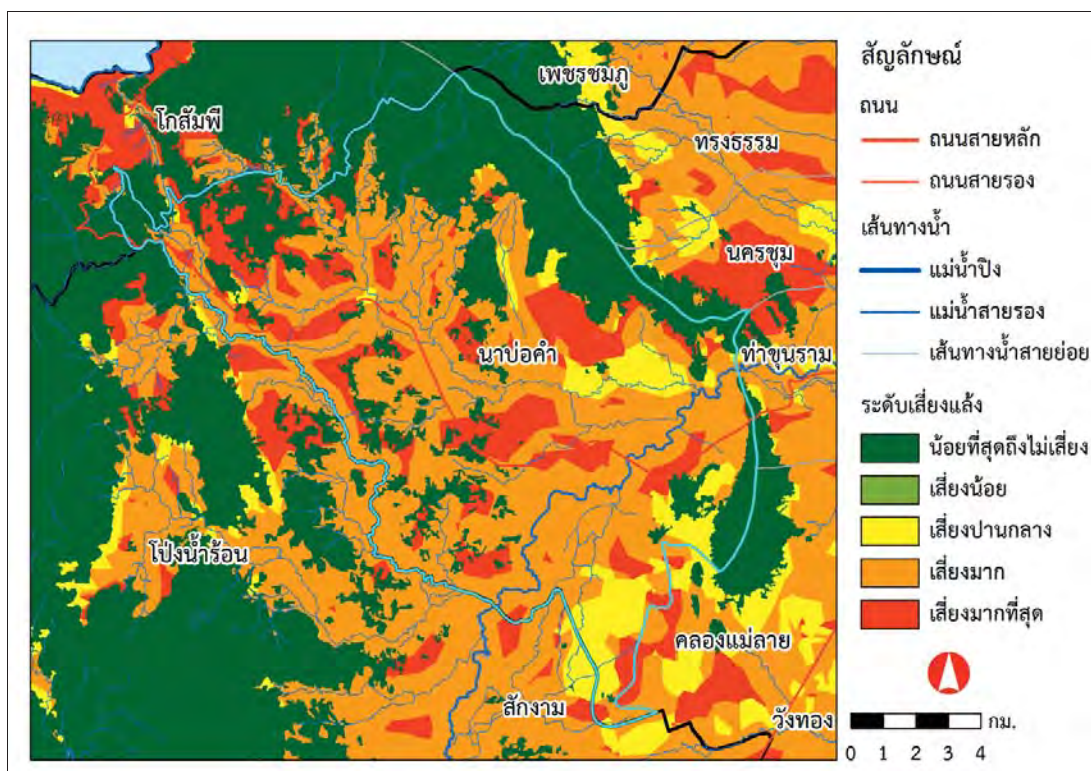 เพชรชมภู
โกสัมพี
ทรงธรรม
นครชุม
นาบ่อคำ
ท่าขุนราม
โป่งน้ำร้อน
คลองแม่ลาย
สักงาม
วังทอง
สัญลักษณ์
ถนน
ถนนสายหลัก
ถนนสายรอง
เส้นทางน้ำ
แม่น้ำปิง
แม่น้ำสายรอง
เส้นทางน้ำสายย่อย
ระดับเสี่ยงแล้ง
น้อยที่สุดถึงไม่เสี่ยง
เสี่ยงน้อย
เสี่ยงปานกลาง
เสี่ยงมาก
เสี่ยงมากที่สุด
กม.
0 1 2 3 4